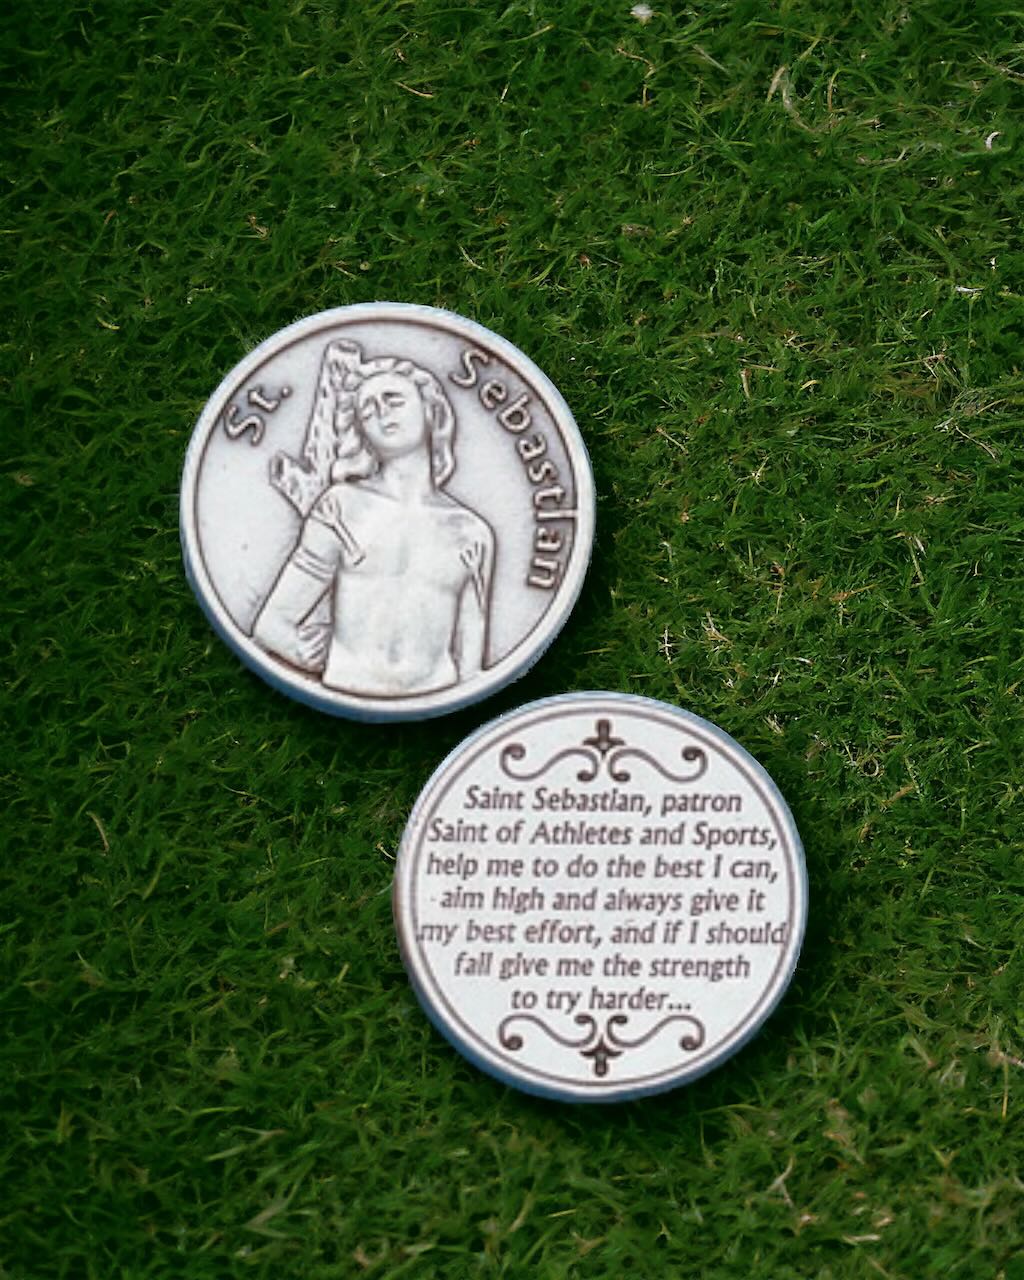 St. Sebastian
Saint Sebastian, patron
Saint of Athletes and Sports,
help me to do the best I can,
aim high and always give it
my best effort, and if I should
fail give me the strength
to try harder...